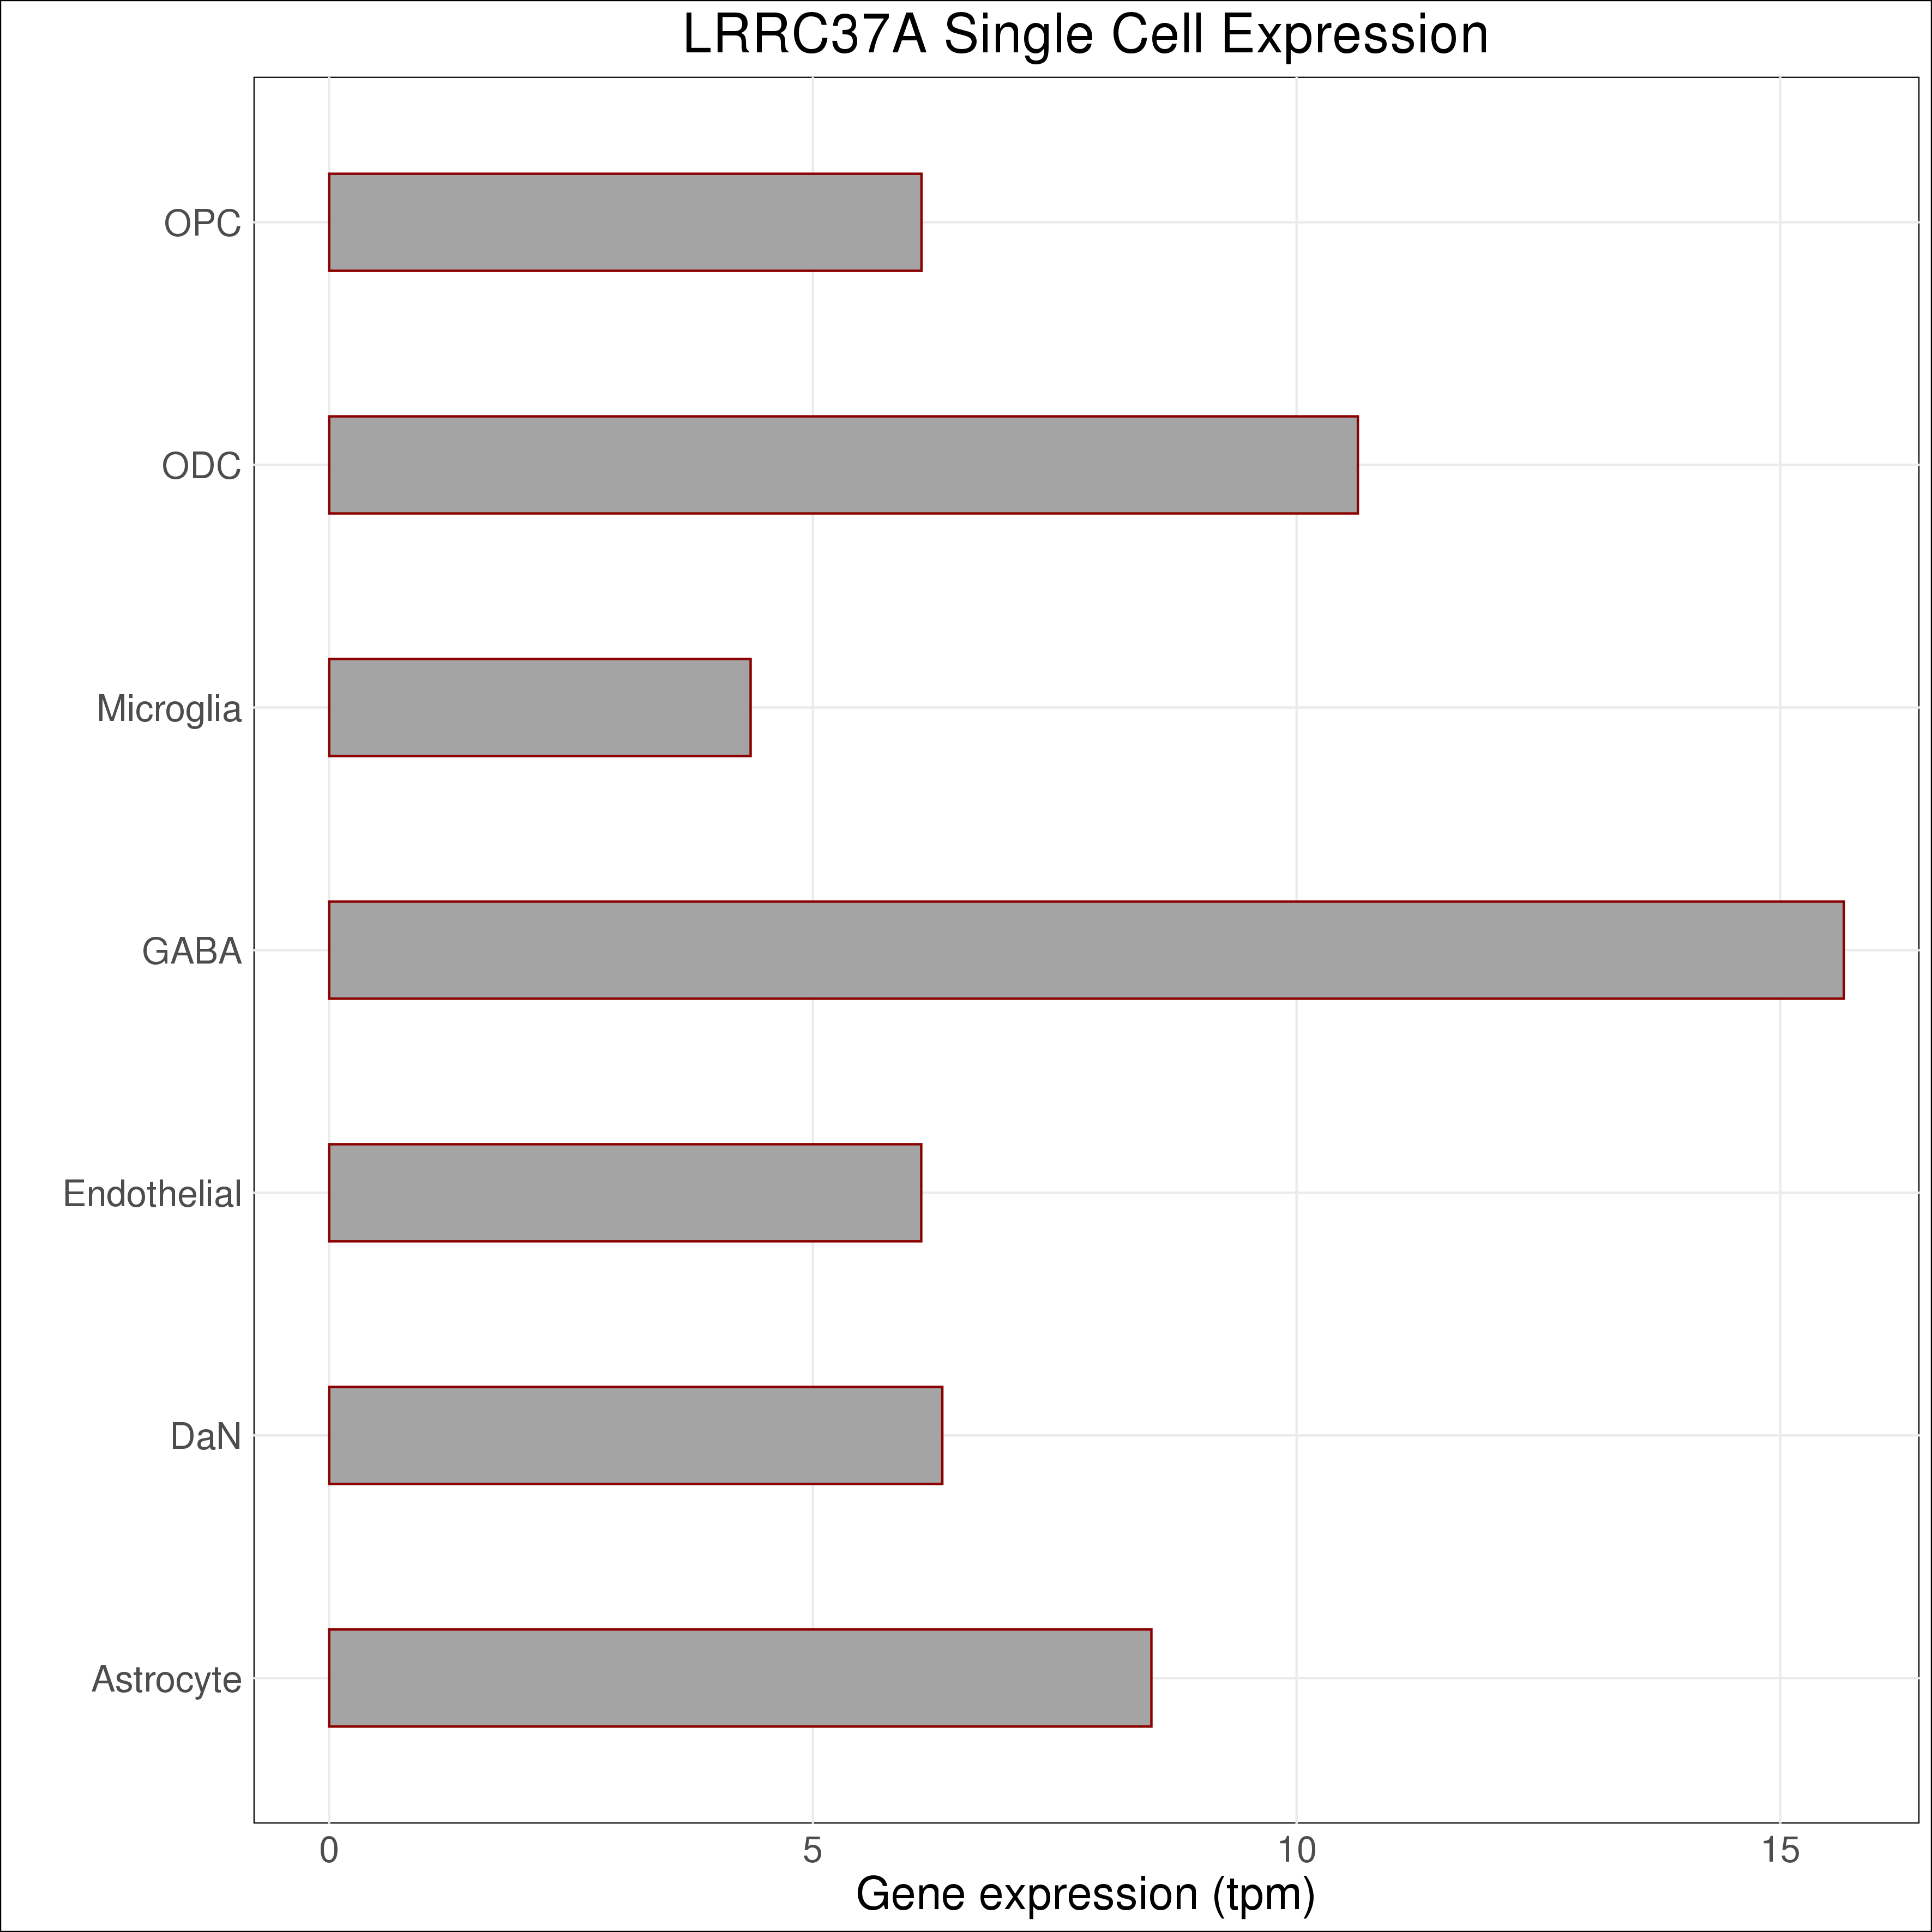 LRRC37A Single Cell Expression
OPC
ODC
Microglia
GABA
Endothelial
DaN
Astrocyte
0 5 10 15
Gene expression (tpm)